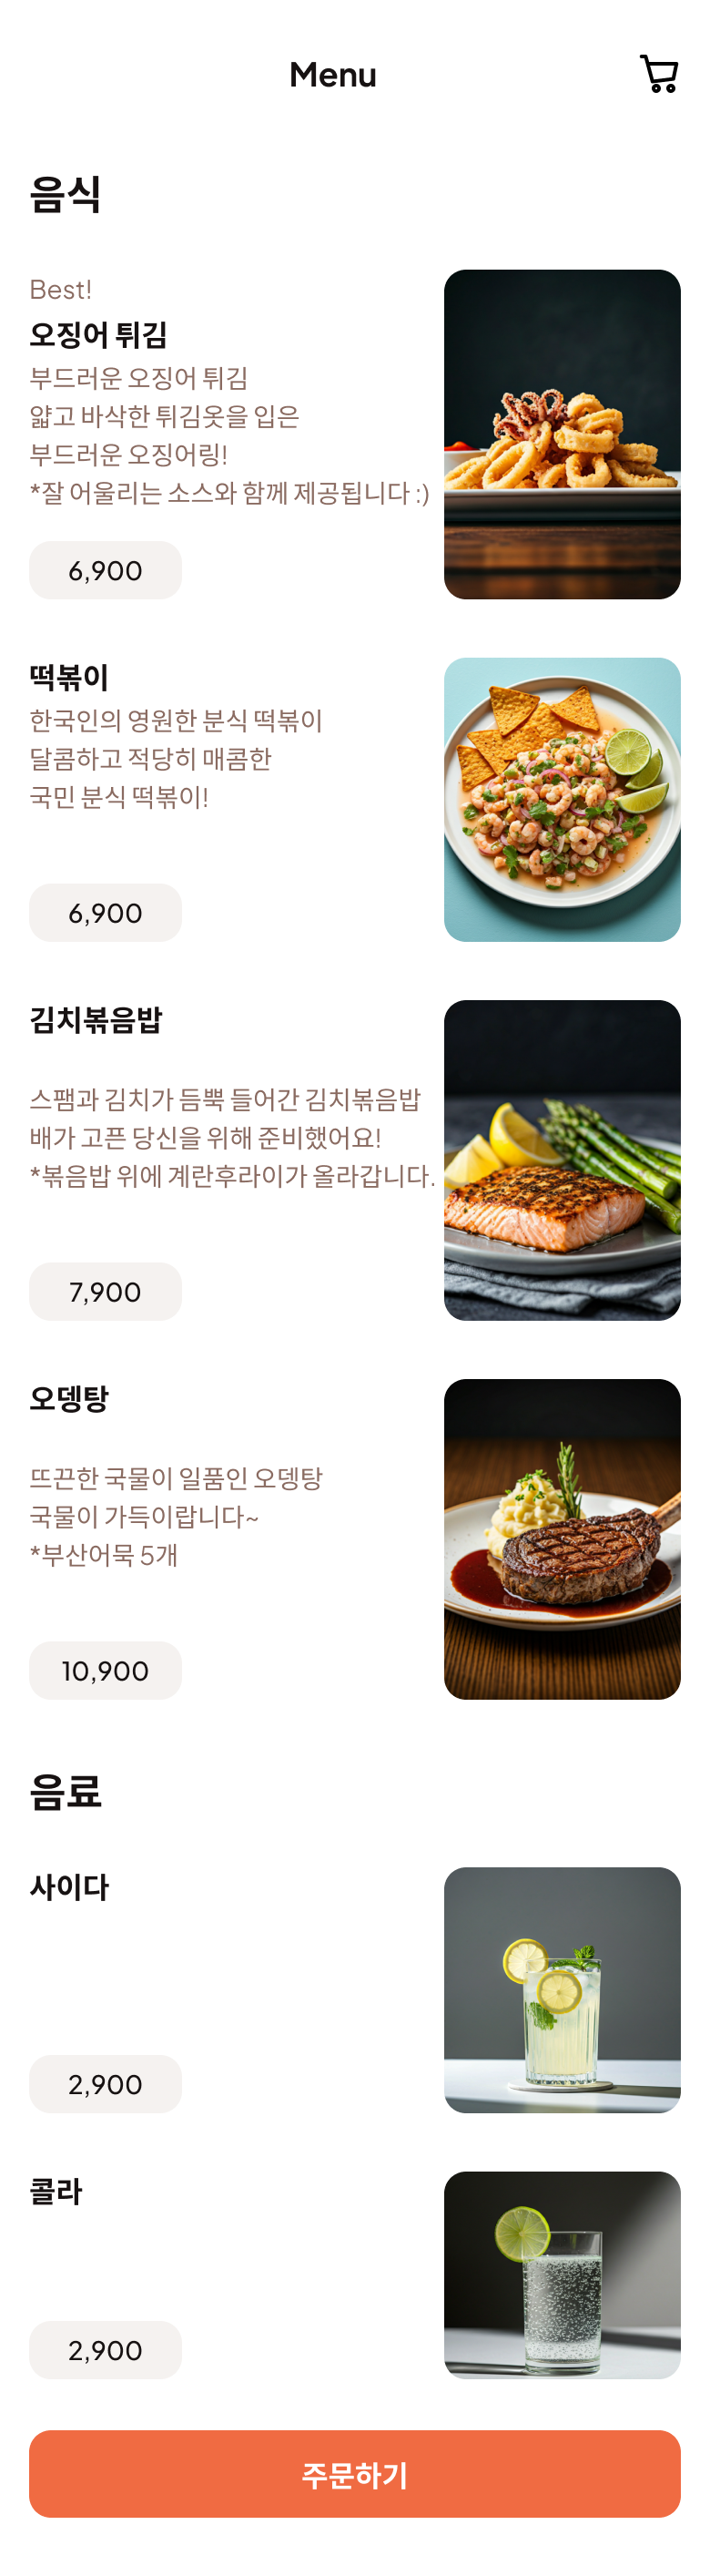 Menu
음식
Best!
오징어 튀김
부드러운 오징어 튀김
얇고 바삭한 튀김옷을 입은
부드러운 오징어링!
*잘 어울리는 소스와 함께 제공됩니다 :)
6,900
떡볶이
한국인의 영원한 분식 떡볶이
달콤하고 적당히 매콤한
국민 분식 떡볶이!
6,900
김치볶음밥
스팸과 김치가 듬뿍 들어간 김치볶음밥
배가 고픈 당신을 위해 준비했어요!
*볶음밥 위에 계란후라이가 올라갑니다.
7,900
오뎅탕
뜨끈한 국물이 일품인 오뎅탕
국물이 가득이랍니다~
*부산어묵 5개
10,900
음료
사이다
2,900
콜라
2,900
주문하기